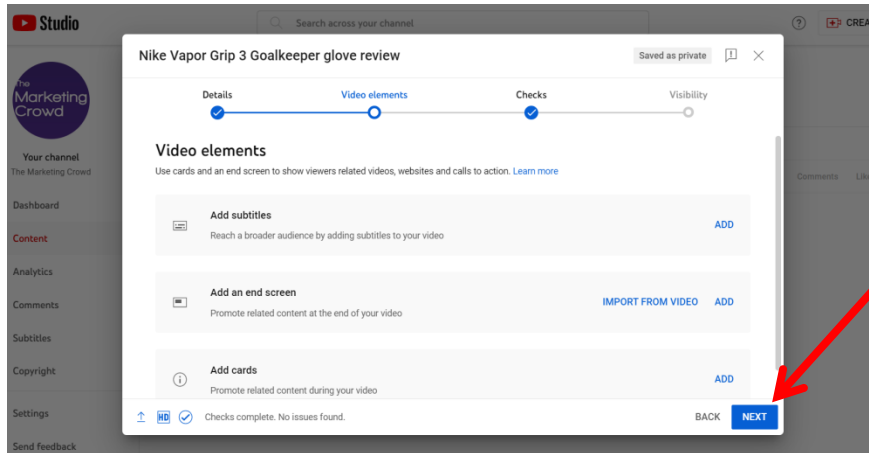 Studio
Search across your channel
CREA
Nike Vapor Grip 3 Goalkeeper glove review
Saved as private
Details
Video elements
Checks
Visibility
The
Marketing
Crowd
Your channel
The Marketing Crowd
Dashboard
Content
Analytics
Comments
Subtitles
Copyright
Settings
Send feedback
Video elements
Use cards and an end screen to show viewers related videos, websites and calls to action. Learn more
Add subtitles
Reach a broader audience by adding subtitles to your video
ADD
Add an end screen
Promote related content at the end of your video
IMPORT FROM VIDEO
ADD
Add cards
Promote related content during your video
ADD
HD
Checks complete. No issues found.
BACK
NEXT
Comments
Lik